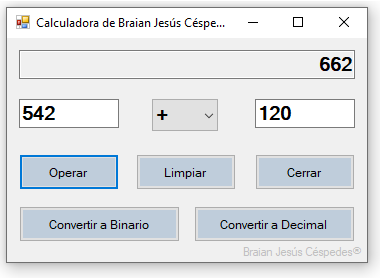 Calculadora de Braian Jesús Céspe...
662
542 + 120
Operar Limpiar Cerrar
Convertir a Binario Convertir a Decimal
Braian Jesús Céspedes®